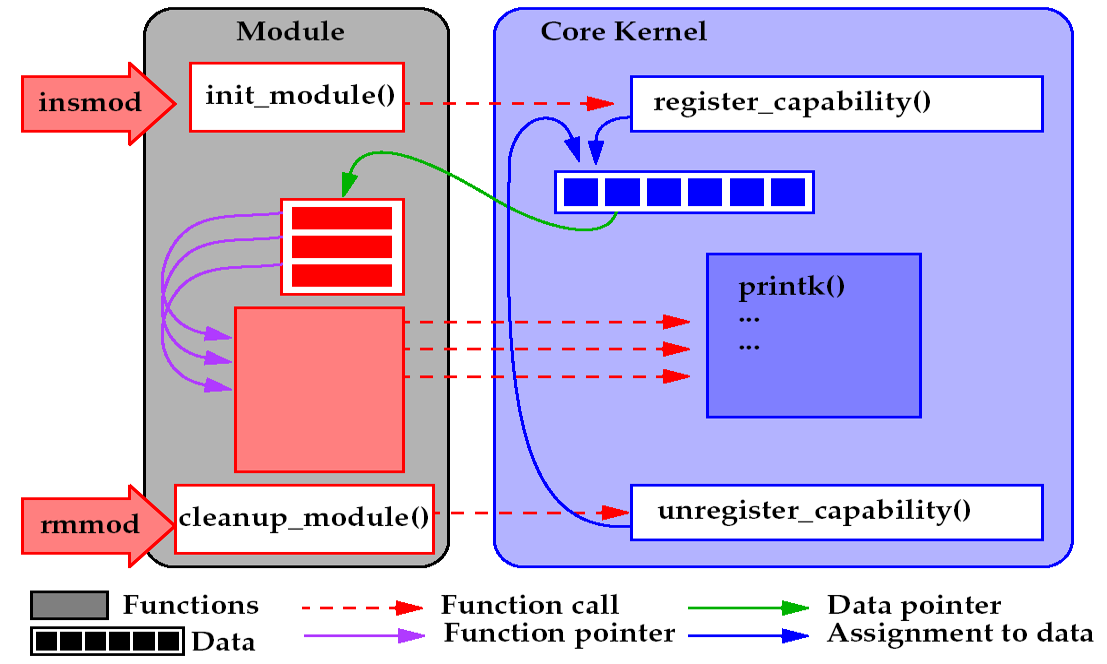 Module
Core Kernel
insmod
init_module()
register_capability()
printk()
...
...
rmmod
cleanup_module()
unregister_capability()
Functions
Function call
Data pointer
Data
Function pointer
Assignment to data